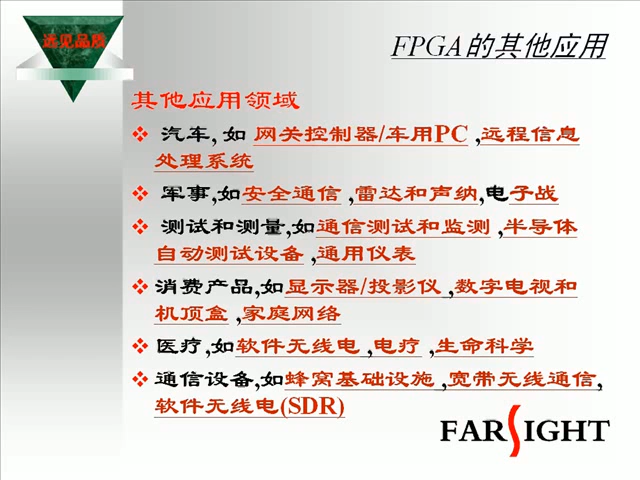 远见品质
FPGA的其他应用
其他应用领域
❖ 汽车, 如 网关控制器/车用PC ,远程信息
处理系统
❖ 军事,如安全通信 ,雷达和声纳,电子战
❖ 测试和测量,如通信测试和监测 ,半导体
自动测试设备 ,通用仪表
❖ 消费产品,如显示器/投影仪 ,数字电视和
机顶盒 ,家庭网络
❖ 医疗,如软件无线电 ,电疗 ,生命科学
❖ 通信设备,如蜂窝基础设施 ,宽带无线通信,
软件无线电(SDR)
FARSIGHT